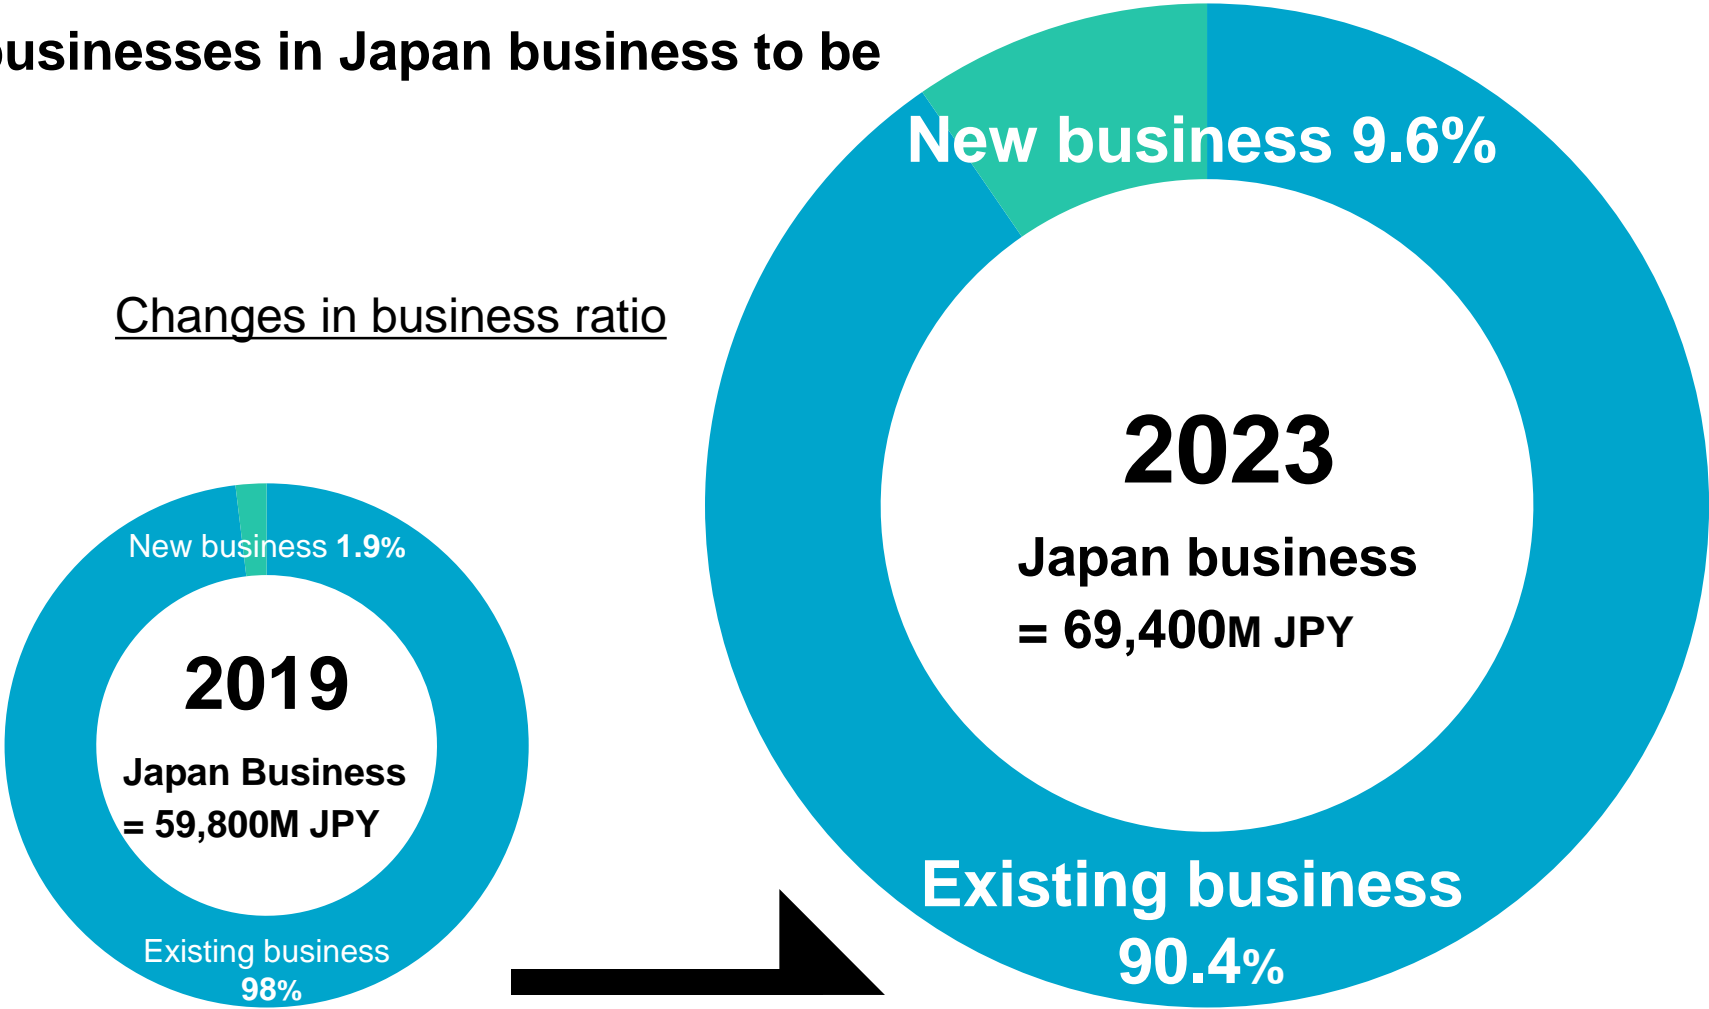 usinesses in Japan business to be
New business 9.6%
Changes in business ratio
2023
Japan business
= 69,400M JPY
New business 1.9%
2019
Japan Business
= 59,800M JPY
Existing business
90.4%
Existing business
98%